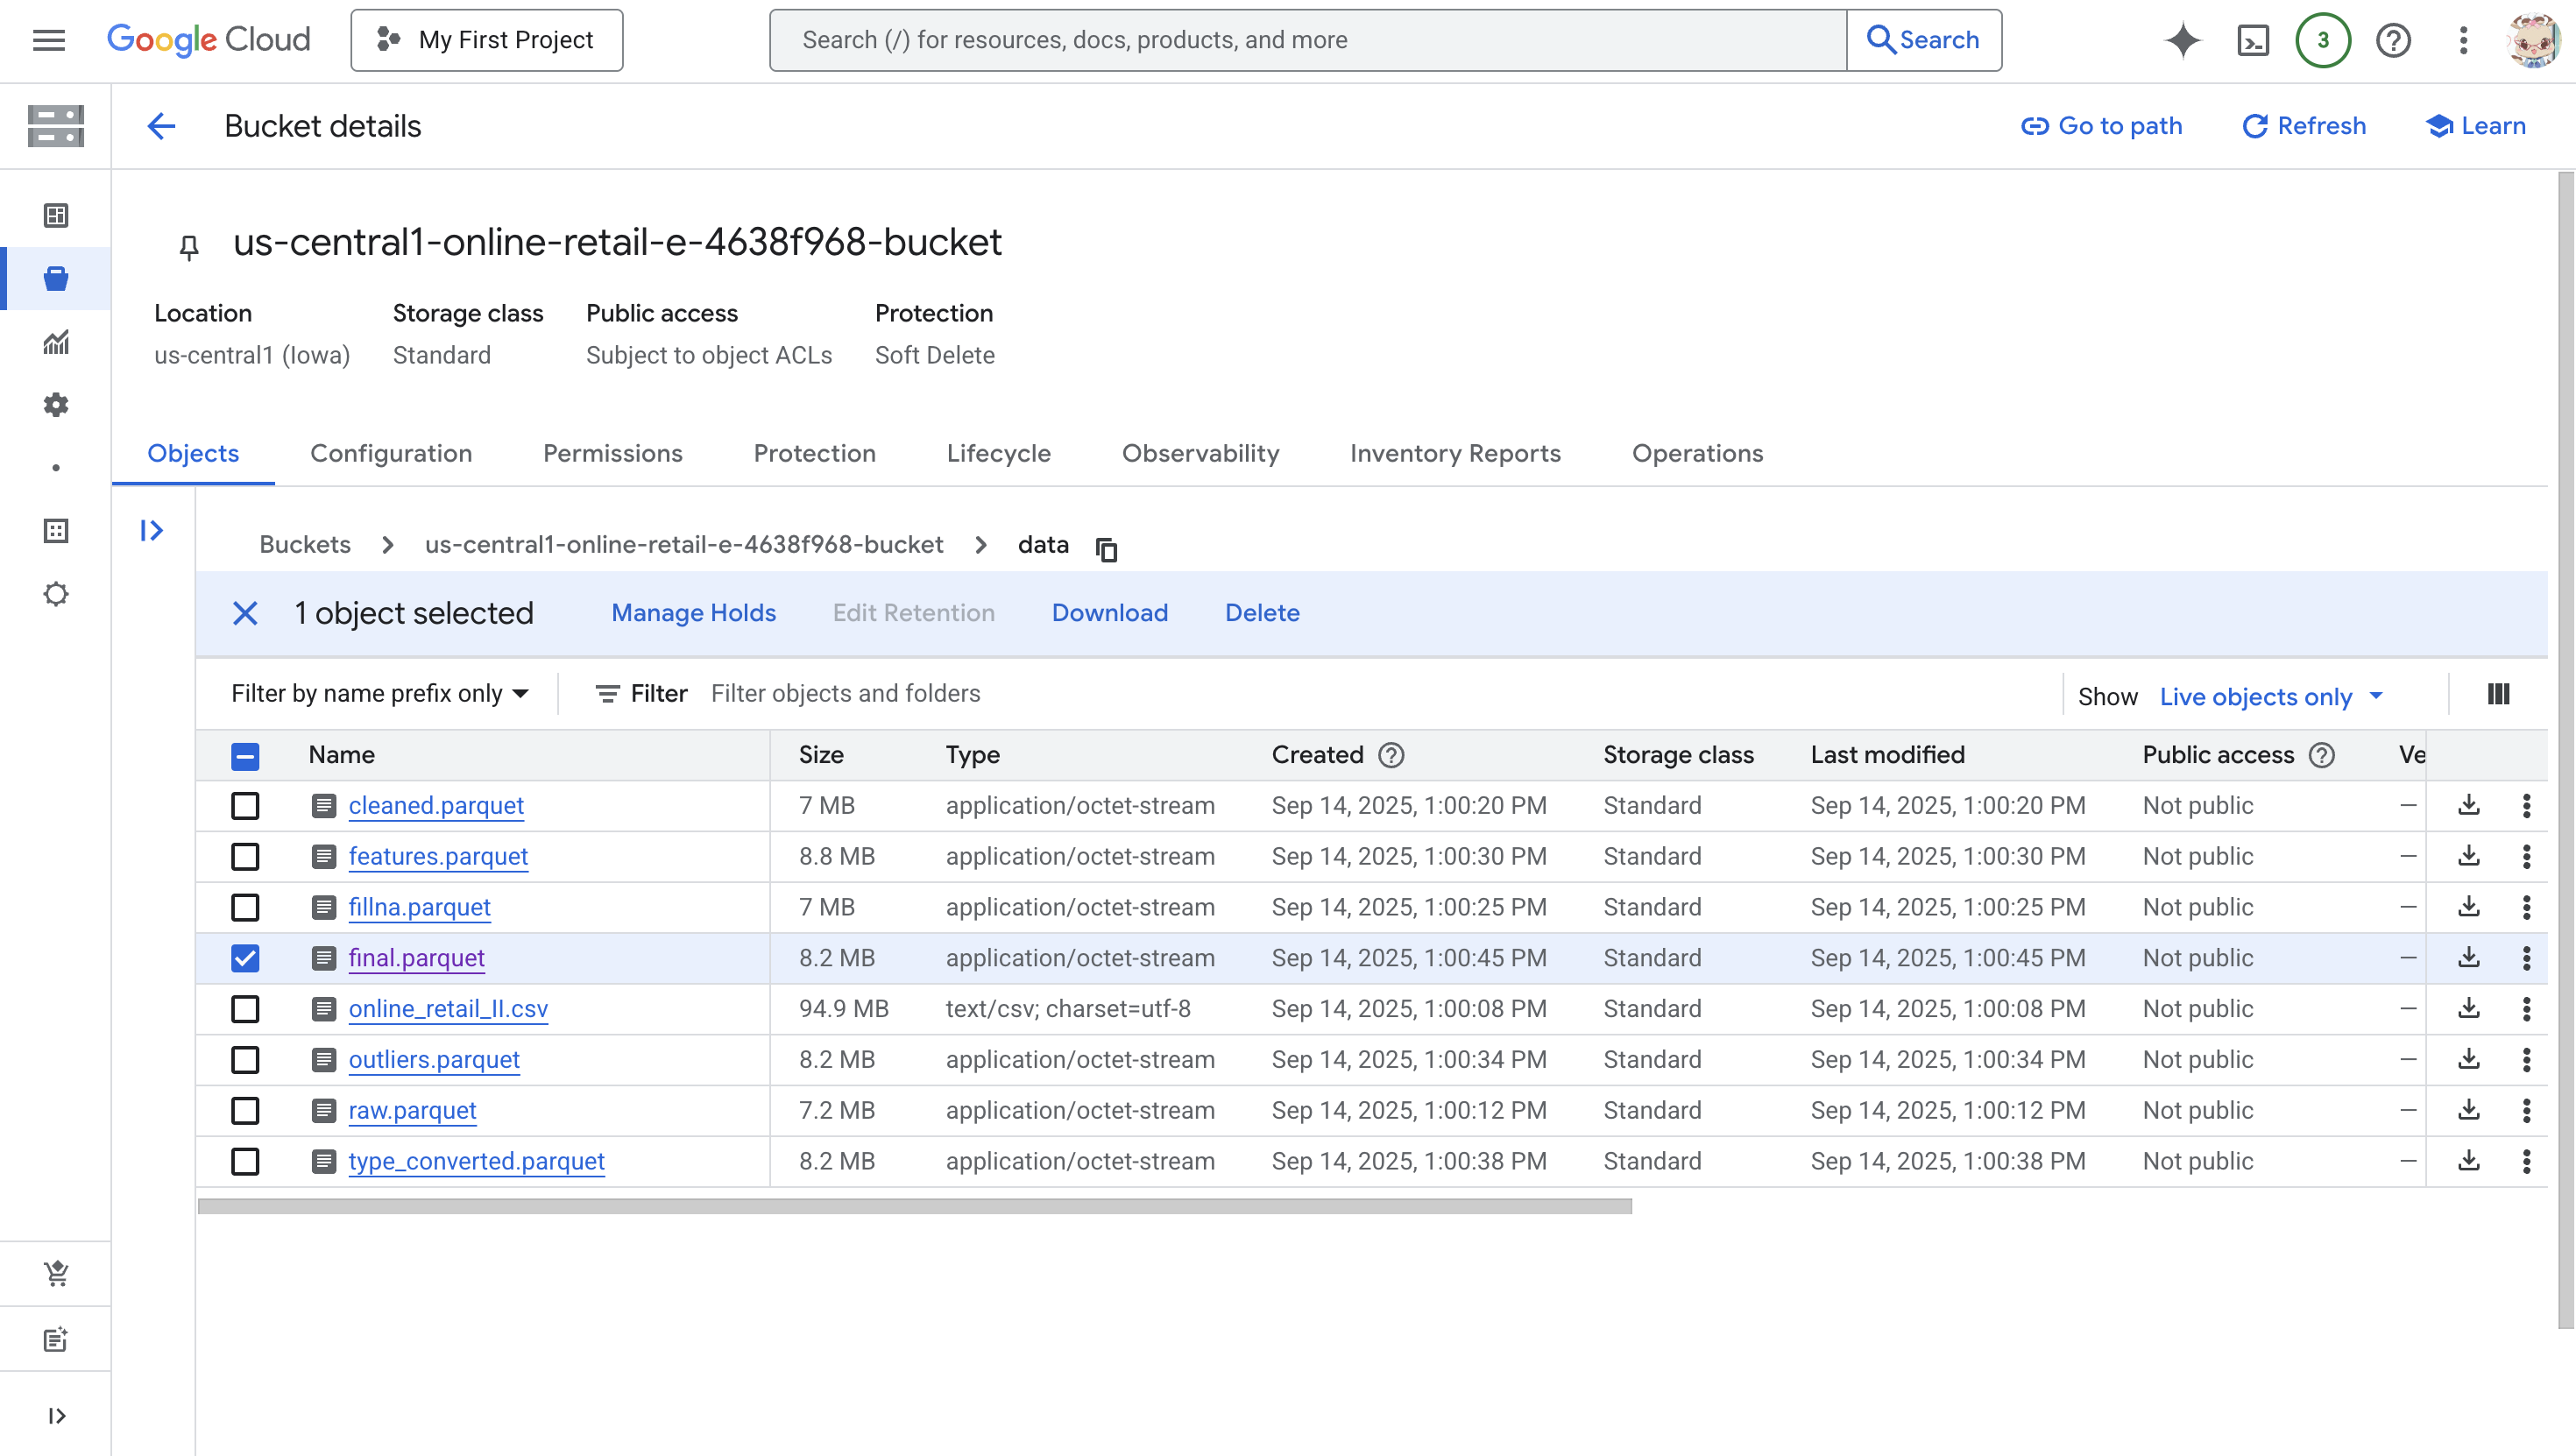 Google Cloud
My First Project
Search (/) for resources, docs, products, and more
Search
3
Bucket details
Go to path
Refresh
Learn
us-central1-online-retail-e-4638f968-bucket
Location Storage class Public access Protection
us-central1 (Iowa) Standard Subject to object ACLs Soft Delete
Objects Configuration Permissions Protection Lifecycle Observability Inventory Reports Operations
Buckets us-central1-online-retail-e-4638f968-bucket data
1 object selected Manage Holds Edit Retention Download Delete
Filter by name prefix only Filter Filter objects and folders Show Live objects only
Name Size Type Created Storage class Last modified Public access Ve
cleaned.parquet 7 MB application/octet-stream Sep 14, 2025, 1:00:20 PM Standard Sep 14, 2025, 1:00:20 PM Not public —
features.parquet 8.8 MB application/octet-stream Sep 14, 2025, 1:00:30 PM Standard Sep 14, 2025, 1:00:30 PM Not public —
fillna.parquet 7 MB application/octet-stream Sep 14, 2025, 1:00:25 PM Standard Sep 14, 2025, 1:00:25 PM Not public —
final.parquet 8.2 MB application/octet-stream Sep 14, 2025, 1:00:45 PM Standard Sep 14, 2025, 1:00:45 PM Not public —
online_retail_II.csv 94.9 MB text/csv; charset=utf-8 Sep 14, 2025, 1:00:08 PM Standard Sep 14, 2025, 1:00:08 PM Not public —
outliers.parquet 8.2 MB application/octet-stream Sep 14, 2025, 1:00:34 PM Standard Sep 14, 2025, 1:00:34 PM Not public —
raw.parquet 7.2 MB application/octet-stream Sep 14, 2025, 1:00:12 PM Standard Sep 14, 2025, 1:00:12 PM Not public —
type_converted.parquet 8.2 MB application/octet-stream Sep 14, 2025, 1:00:38 PM Standard Sep 14, 2025, 1:00:38 PM Not public —